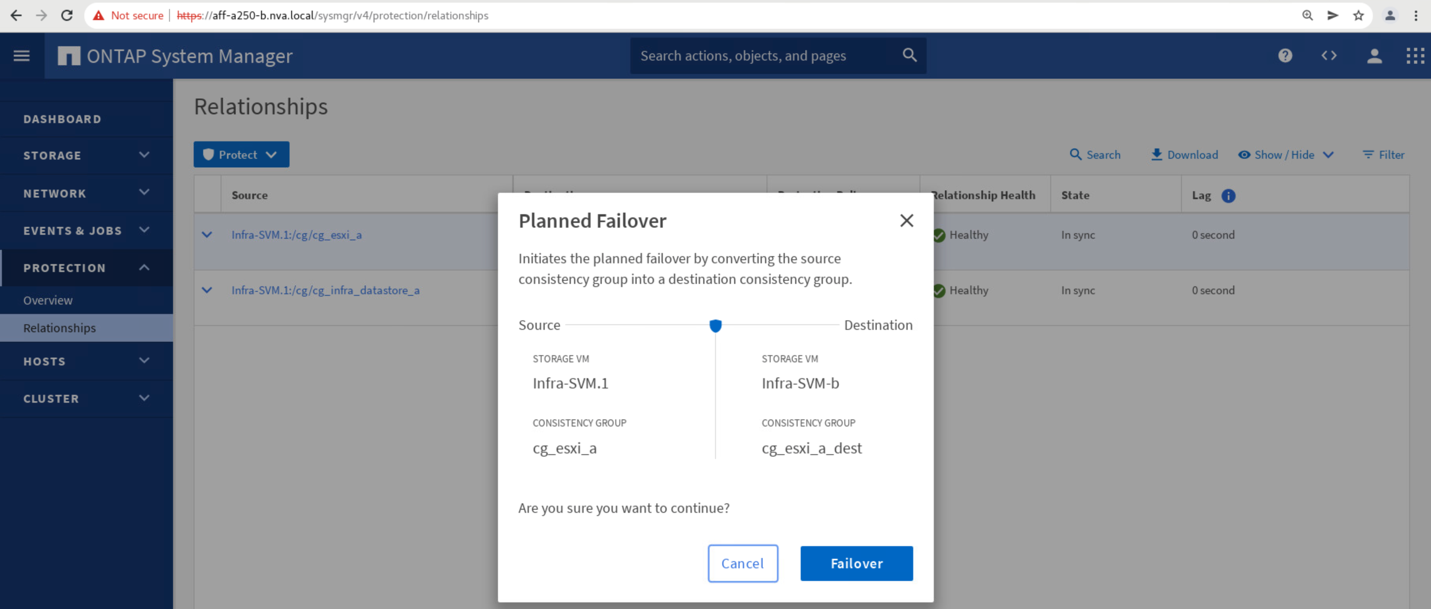 Not secure | https://aff-a250-b.nva.local/sysmgr/v4/protection/relationships
ONTAP System Manager
Search actions, objects, and pages
DASHBOARD
STORAGE
NETWORK
EVENTS & JOBS
PROTECTION
Overview
Relationships
HOSTS
CLUSTER
Relationships
Protect
Search
Download
Show / Hide
Filter
Source
Relationship Health
State
Lag
Infra-SVM.1:/cg/cg_esxi_a
Healthy
In sync
0 second
Infra-SVM.1:/cg/cg_infra_datastore_a
Healthy
In sync
0 second
Planned Failover
Initiates the planned failover by converting the source
consistency group into a destination consistency group.
Source
Destination
STORAGE VM
Infra-SVM.1
CONSISTENCY GROUP
cg_esxi_a
STORAGE VM
Infra-SVM-b
CONSISTENCY GROUP
cg_esxi_a_dest
Are you sure you want to continue?
Cancel
Failover